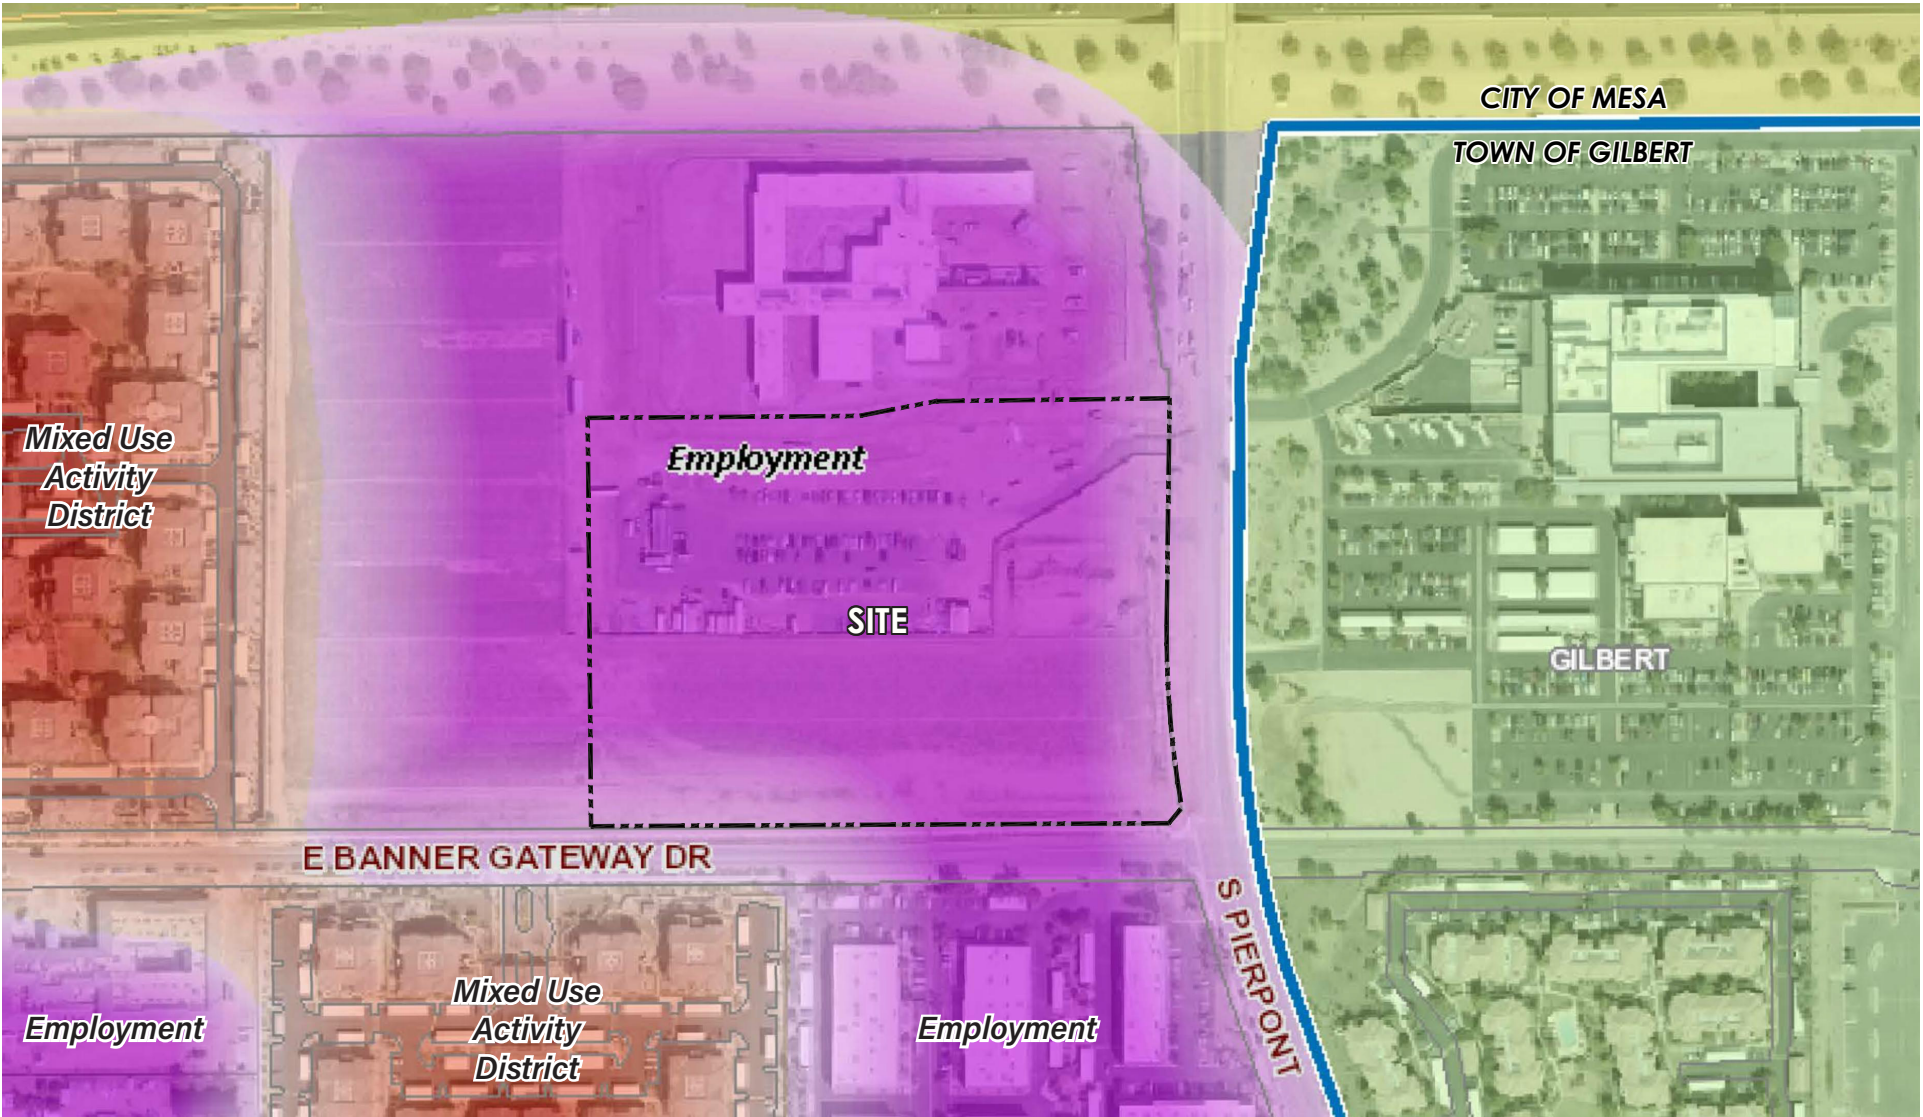 CITY OF MESA
TOWN OF GILBERT
Mixed Use
Activity
District
Employment
SITE
GILBERT
E BANNER GATEWAY DR
S PIERPONT
Employment
Mixed Use
Activity
District
Employment